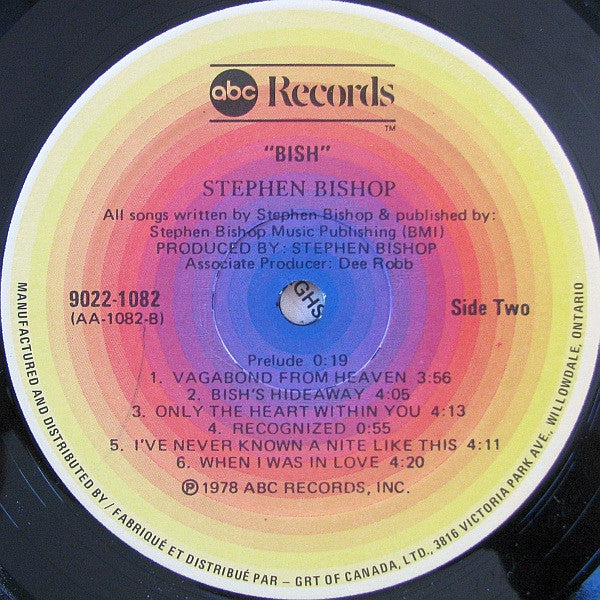 abc Records
TM
"BISH"
STEPHEN BISHOP
All songs written by Stephen Bishop & published by:
Stephen Bishop Music Publishing (BMI)
PRODUCED BY: STEPHEN BISHOP
Associate Producer: Dee Robb
9022-1082
(AA-1082-B)
GHS
Side Two
Prelude 0:19
1. VAGABOND FROM HEAVEN 3:56
2. BISH'S HIDEAWAY 4:05
3. ONLY THE HEART WITHIN YOU 4:13
4. RECOGNIZED 0:55
5. I'VE NEVER KNOWN A NITE LIKE THIS 4:11
6. WHEN I WAS IN LOVE 4:20
℗ 1978 ABC RECORDS, INC.
MANUFACTURED AND DISTRIBUTED BY / FABRIQUÉ ET DISTRIBUÉ PAR – GRT OF CANADA, LTD., 3816 VICTORIA PARK AVE. WILLOWDALE, ONTARIO